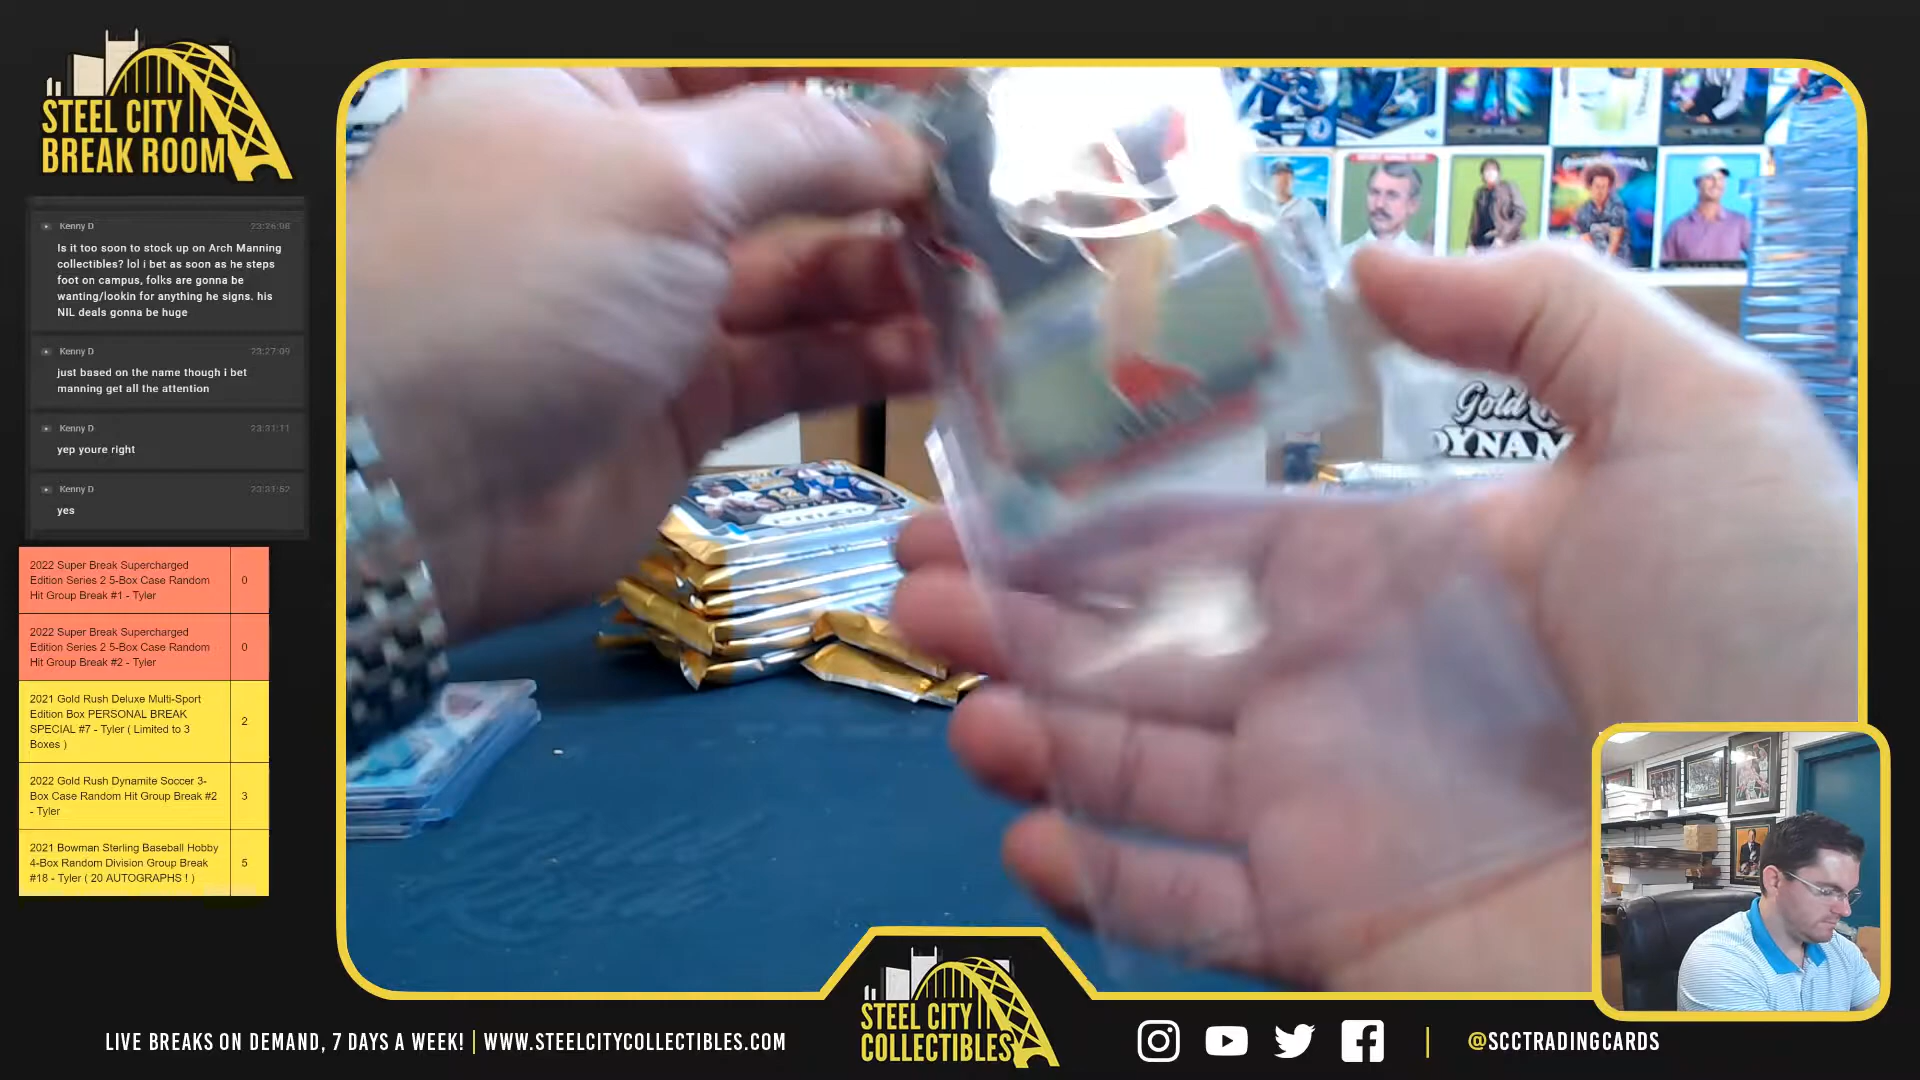 STEEL CITY
BREAK ROOM
Kenny D 23:26:08
Is it too soon to stock up on Arch Manning
collectibles? lol i bet as soon as he steps
foot on campus, folks are gonna be
wanting/lookin for anything he signs. his
NIL deals gonna be huge
Kenny D 23:27:09
just based on the name though i bet
manning get all the attention
Kenny D 23:31:11
yep youre right
Kenny D 23:31:52
yes
2022 Super Break Supercharged
Edition Series 2 5-Box Case Random 0
Hit Group Break #1 - Tyler
2022 Super Break Supercharged
Edition Series 2 5-Box Case Random 0
Hit Group Break #2 - Tyler
2021 Gold Rush Deluxe Multi-Sport
Edition Box PERSONAL BREAK 2
SPECIAL #7 - Tyler ( Limited to 3
Boxes )
2022 Gold Rush Dynamite Soccer 3-
Box Case Random Hit Group Break #2 3
- Tyler
2021 Bowman Sterling Baseball Hobby
4-Box Random Division Group Break 5
#18 - Tyler ( 20 AUTOGRAPHS ! )
Gold
DYNAM
PRIZM
STEEL CITY
COLLECTIBLES
LIVE BREAKS ON DEMAND, 7 DAYS A WEEK! | WWW.STEELCITYCOLLECTIBLES.COM
@SCCTRADINGCARDS